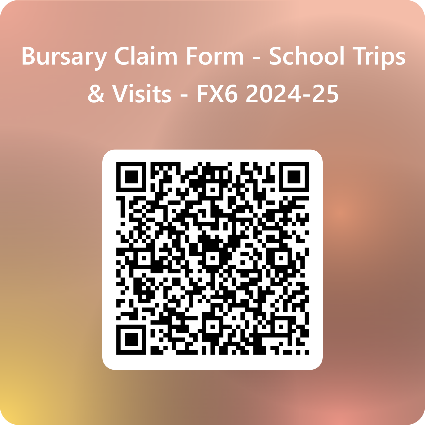 Bursary Claim Form - School Trips
& Visits - FX6 2024-25